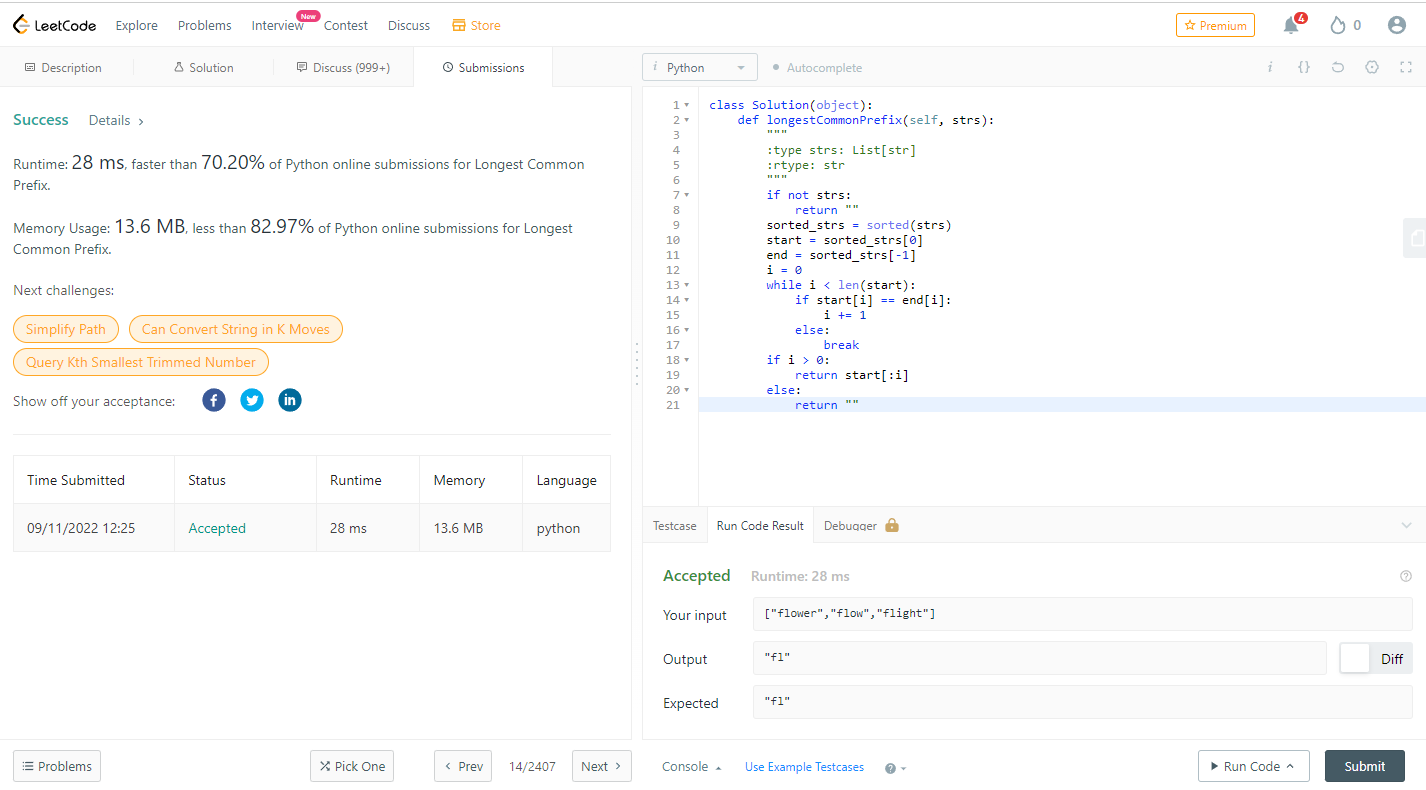 LeetCode Explore Problems Interview New Contest Discuss Store Premium 4 0
Description Solution Discuss (999+) Submissions
Success Details >
Runtime: 28 ms, faster than 70.20% of Python online submissions for Longest Common
Prefix.
Memory Usage: 13.6 MB, less than 82.97% of Python online submissions for Longest
Common Prefix.
Next challenges:
Simplify Path Can Convert String in K Moves
Query Kth Smallest Trimmed Number
Show off your acceptance:
Time Submitted Status Runtime Memory Language
09/11/2022 12:25 Accepted 28 ms 13.6 MB python
Problems Pick One < Prev 14/2407 Next >
i Python Autocomplete i {}
1 class Solution(object):
2 def longestCommonPrefix(self, strs):
3 """
4 :type strs: List[str]
5 :rtype: str
6 """
7 if not strs:
8 return ""
9 sorted_strs = sorted(strs)
10 start = sorted_strs[0]
11 end = sorted_strs[-1]
12 i = 0
13 while i < len(start):
14 if start[i] == end[i]:
15 i += 1
16 else:
17 break
18 if i > 0:
19 return start[:i]
20 else:
21 return ""
Testcase Run Code Result Debugger
Accepted Runtime: 28 ms
Your input ["flower","flow","flight"]
Output "fl" Diff
Expected "fl"
Console Use Example Testcases Run Code Submit